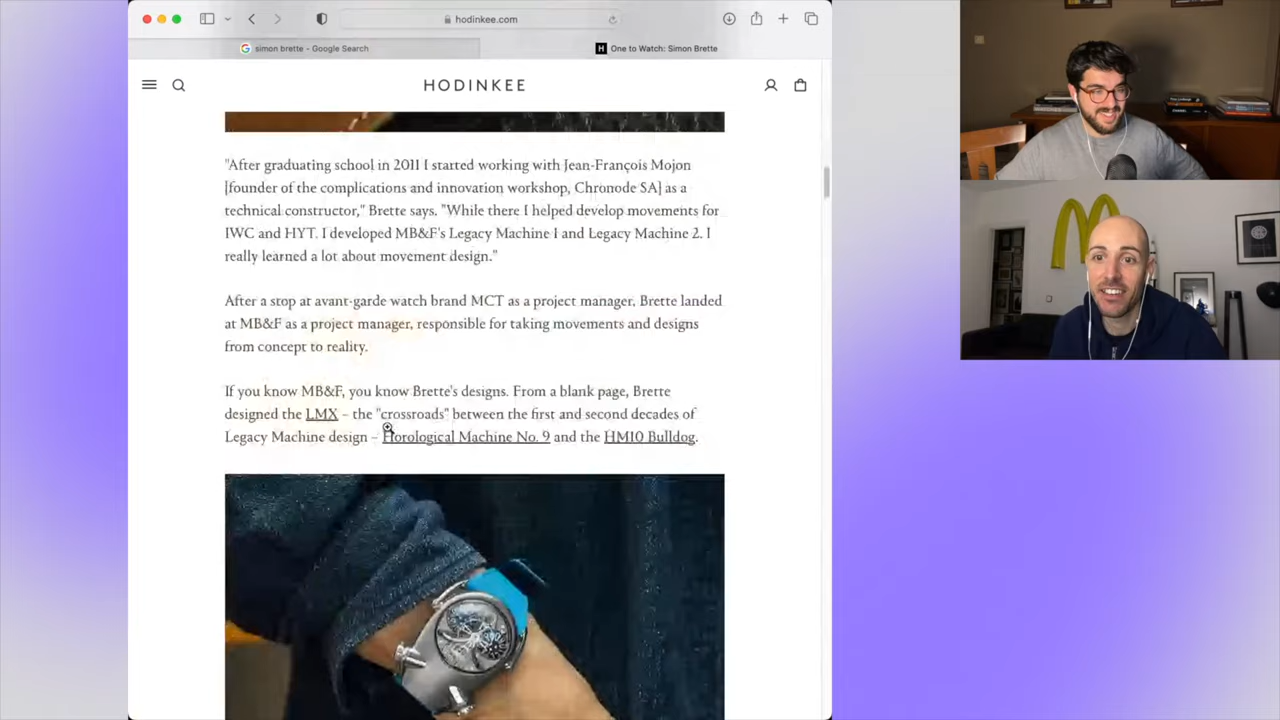 hodinkee.com
simon brette - Google Search
H One to Watch: Simon Brette
HODINKEE
"After graduating school in 2011 I started working with Jean-François Mojon
[founder of the complications and innovation workshop, Chronode SA] as a
technical constructor," Brette says. "While there I helped develop movements for
IWC and HYT. I developed MB&F's Legacy Machine 1 and Legacy Machine 2. I
really learned a lot about movement design."
After a stop at avant-garde watch brand MCT as a project manager, Brette landed
at MB&F as a project manager, responsible for taking movements and designs
from concept to reality.
If you know MB&F, you know Brette's designs. From a blank page, Brette
designed the LMX – the "crossroads" between the first and second decades of
Legacy Machine design – Horological Machine No. 9 and the HM10 Bulldog.